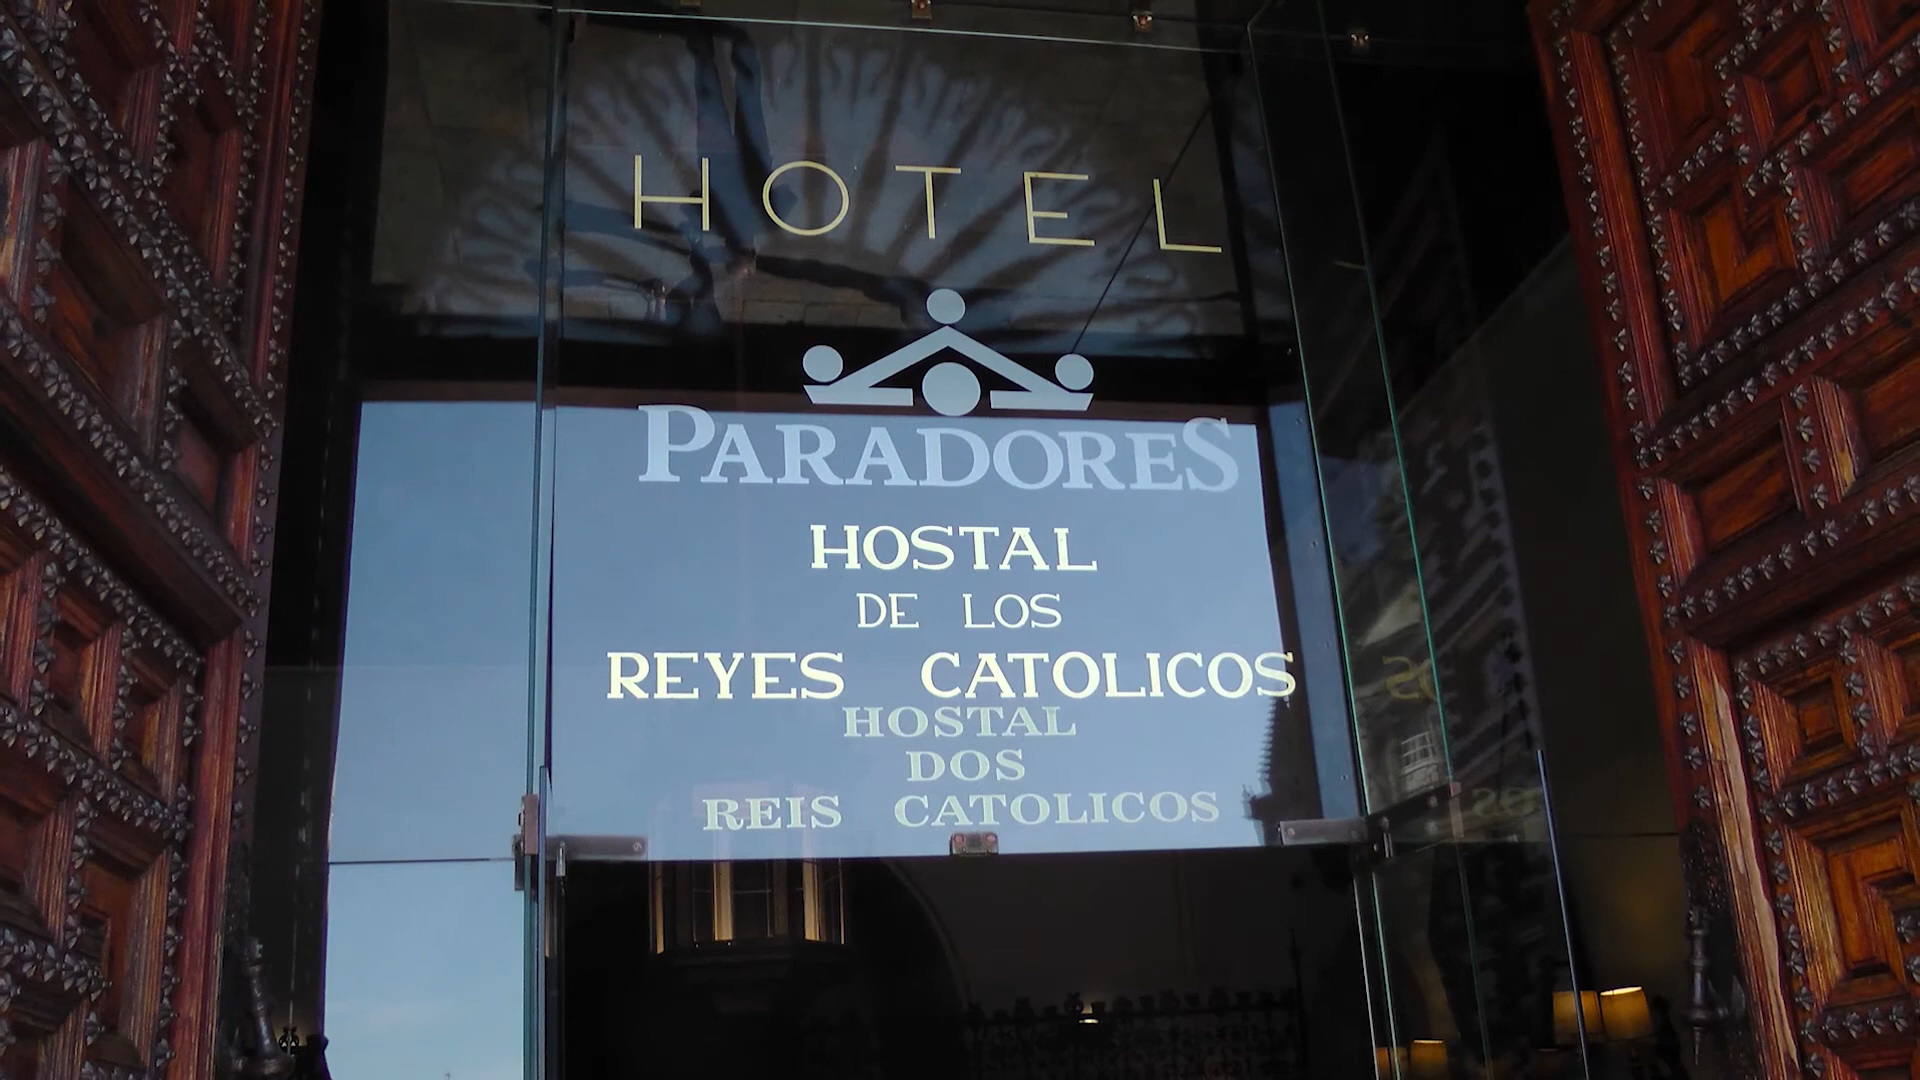 HOTEL
PARADORES
HOSTAL
DE LOS
REYES CATOLICOS
HOSTAL
DOS
REIS CATOLICOS